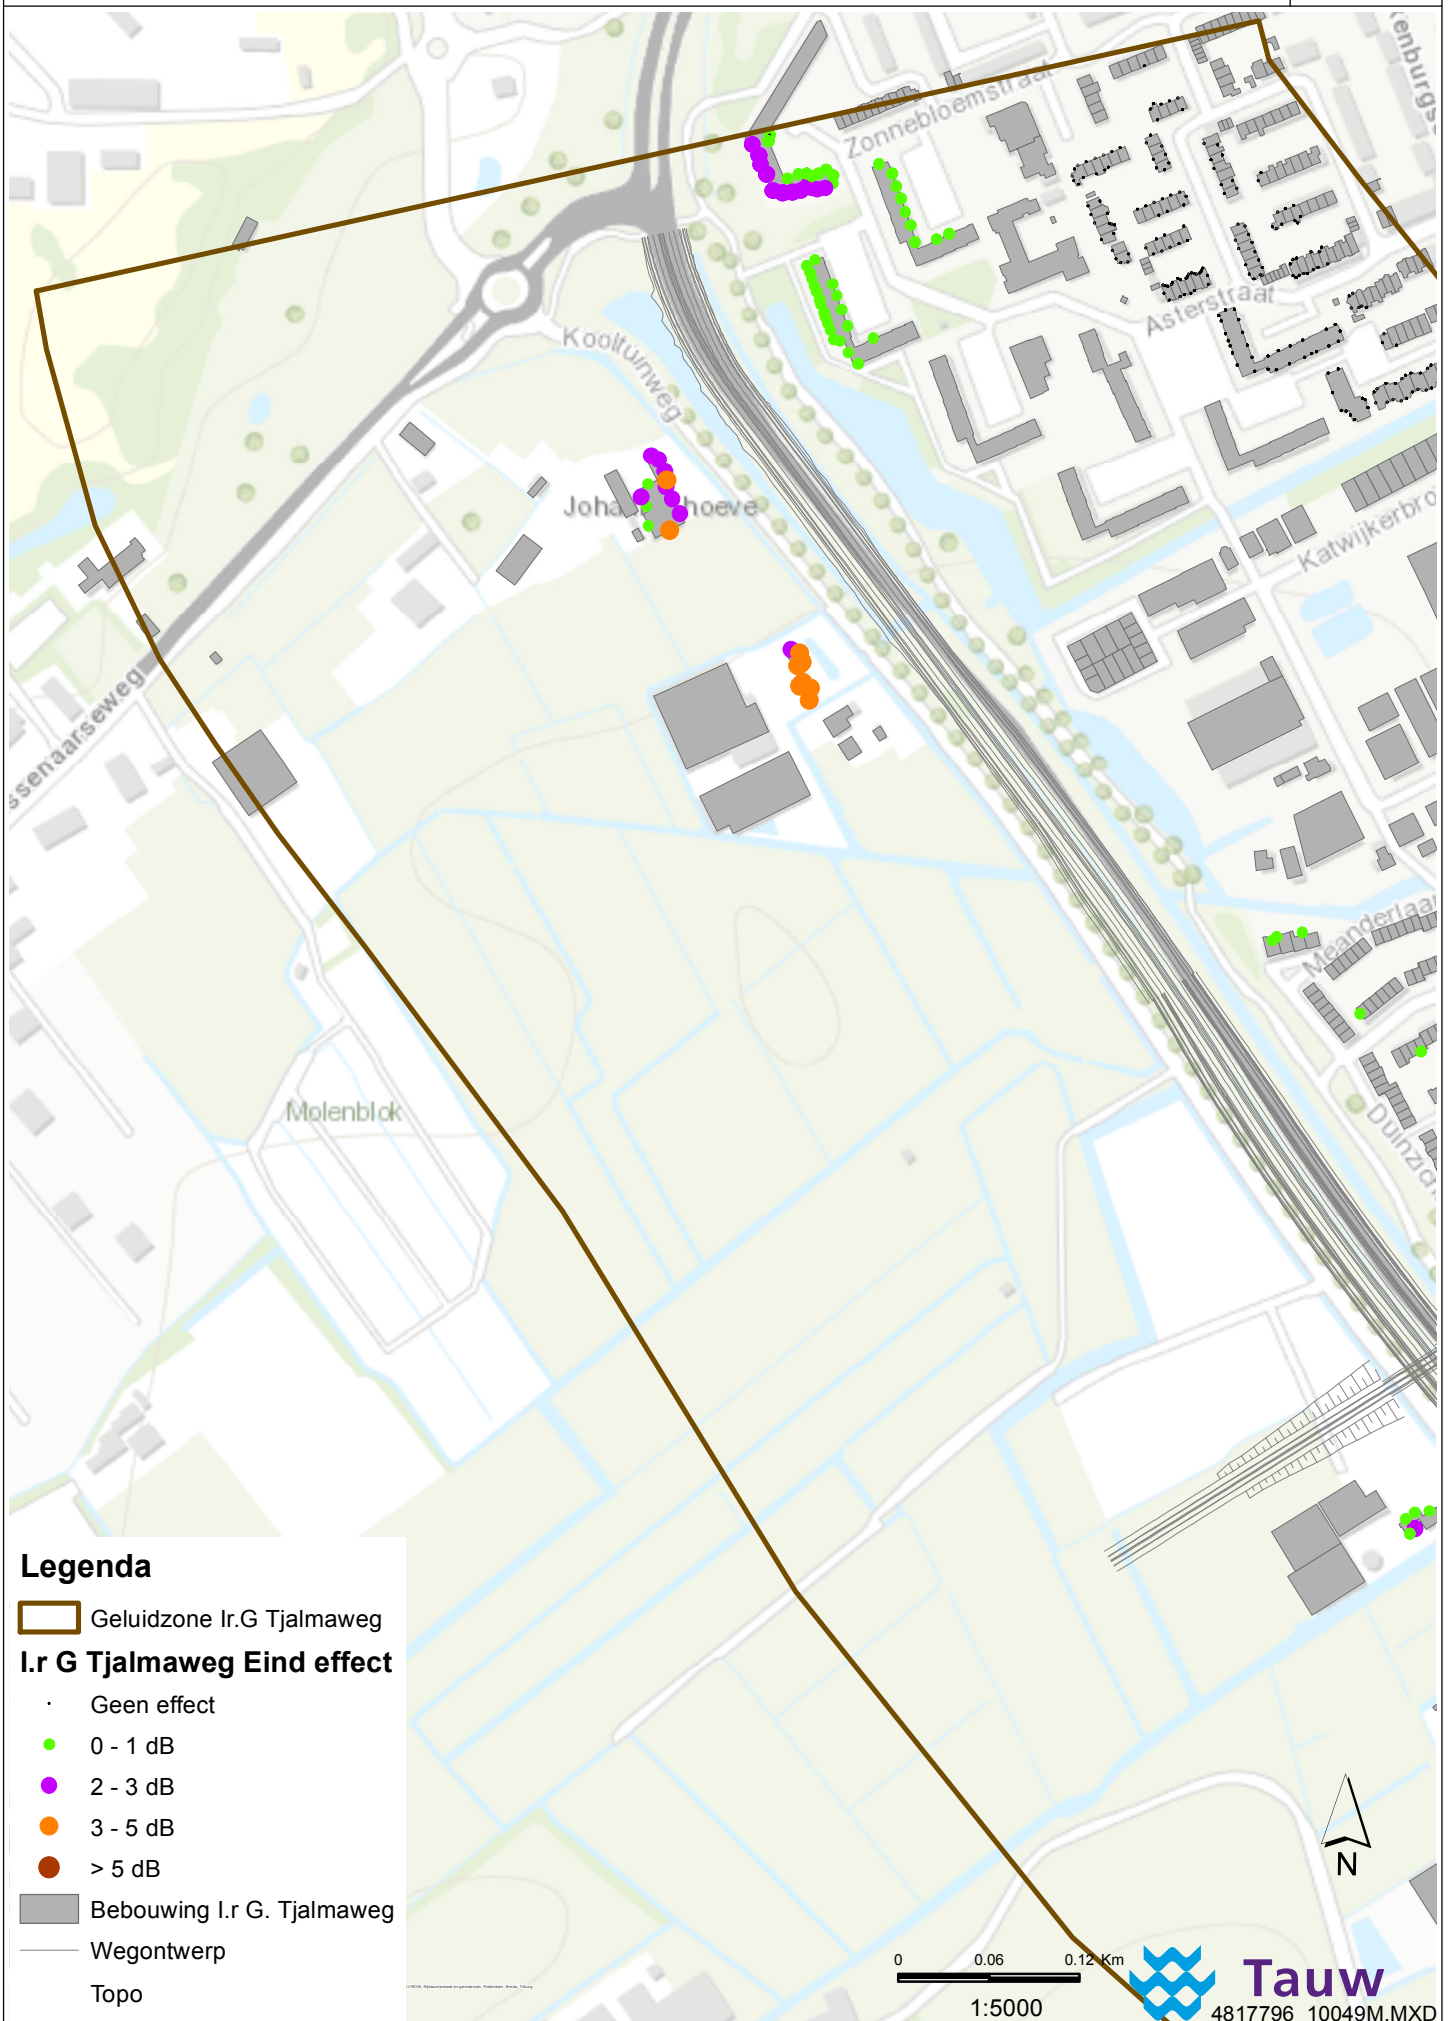 kenburgs
Zonnebloemstraat
Asterstraat
Kooltuinweg
Joha hoeve
Katwijkerbro
ssenaarseweg
Meanderlaa
Molenblok
Duinzich
Legenda
Geluidzone Ir.G Tjalmaweg
I.r G Tjalmaweg Eind effect
Geen effect
0 - 1 dB
2 - 3 dB
3 - 5 dB
> 5 dB
Bebouwing I.r G. Tjalmaweg
Wegontwerp
Topo
N
0 0.06 0.12 Km
1:5000
Tauw
4817796_10049M.MXD